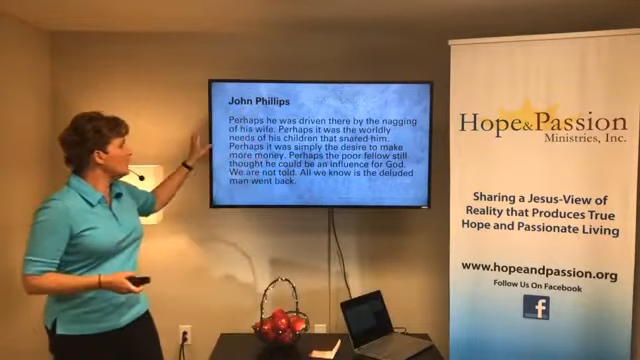 John Phillips
Perhaps he was driven there by the nagging
of his wife. Perhaps it was the worldly
needs of his children that snared him.
Perhaps it was simply the desire to make
more money. Perhaps the poor fellow still
thought he could be an influence for God.
We are not told. All we know is the deluded
man went back.
Hope&Passion
Ministries, Inc.
Sharing a Jesus-View of
Reality that Produces True
Hope and Passionate Living
www.hopeandpassion.org
Follow Us On Facebook
f